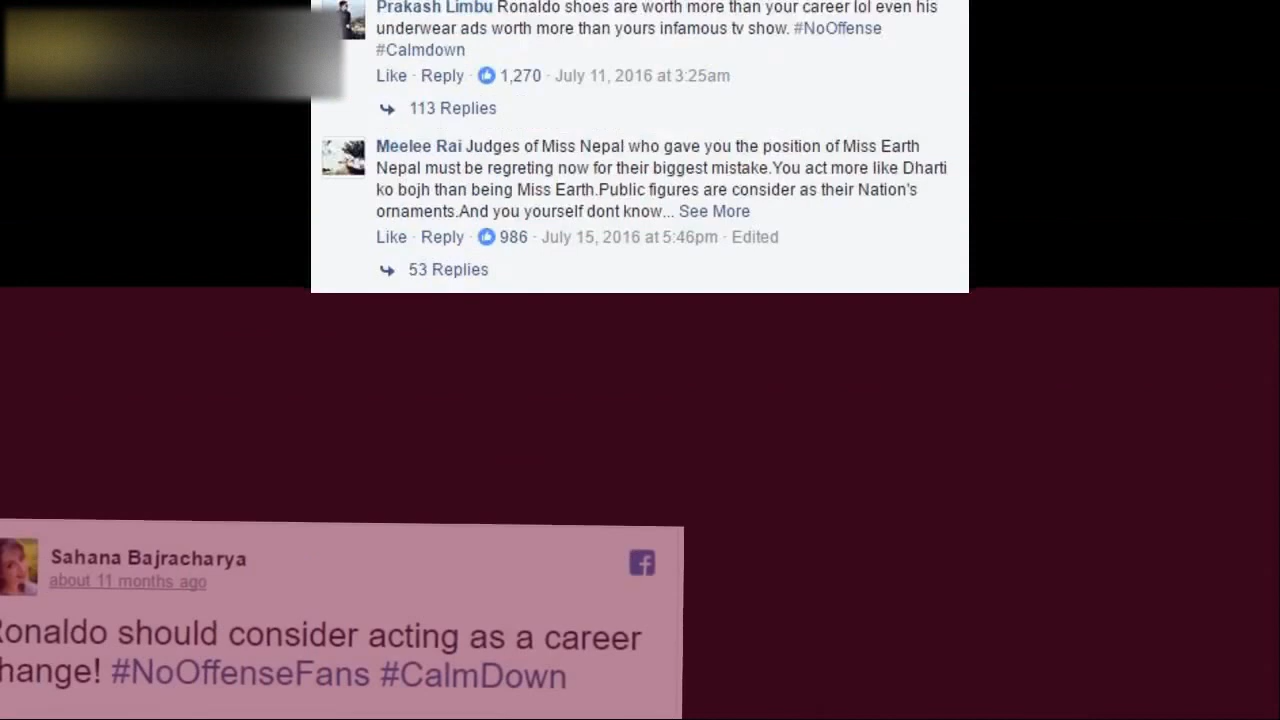 Prakash Limbu Ronaldo shoes are worth more than your career lol even his
underwear ads worth more than yours infamous tv show. #NoOffense
#Calmdown
Like · Reply · 1,270 · July 11, 2016 at 3:25am
113 Replies
Meelee Rai Judges of Miss Nepal who gave you the position of Miss Earth
Nepal must be regreting now for their biggest mistake.You act more like Dharti
ko bojh than being Miss Earth.Public figures are consider as their Nation's
ornaments.And you yourself dont know... See More
Like · Reply · 986 · July 15, 2016 at 5:46pm · Edited
53 Replies
Sahana Bajracharya
about 11 months ago
Ronaldo should consider acting as a career
hange! #NoOffenseFans #CalmDown